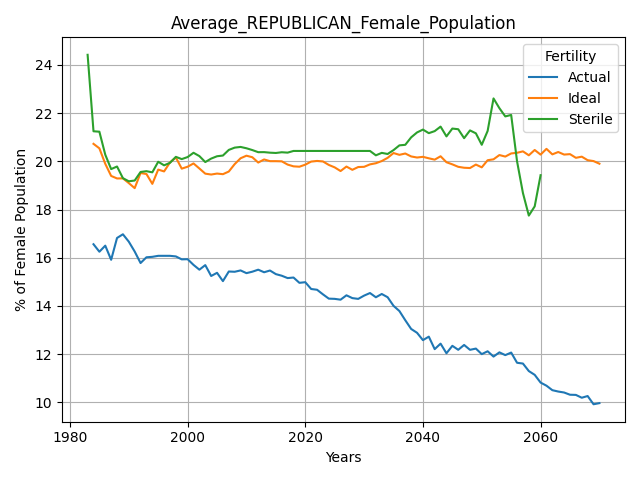 Average_REPUBLICAN_Female_Population
% of Female Population
24
22
20
18
16
14
12
10
1980
2000
2020
2040
2060
Years
Fertility
Actual
Ideal
Sterile